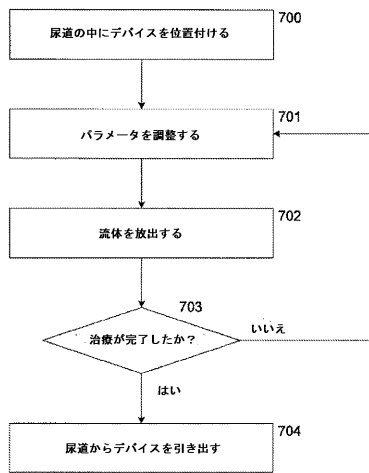 尿道の中にデバイスを位置付ける
700
パラメータを調整する
701
流体を放出する
702
治療が完了したか？
703
いいえ
はい
尿道からデバイスを引き出す
704